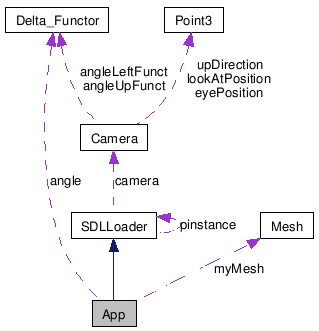 Delta_Functor
Point3
angleLeftFunct
angleUpFunct
upDirection
lookAtPosition
eyePosition
Camera
angle
camera
SDLLoader
pinstance
Mesh
myMesh
App